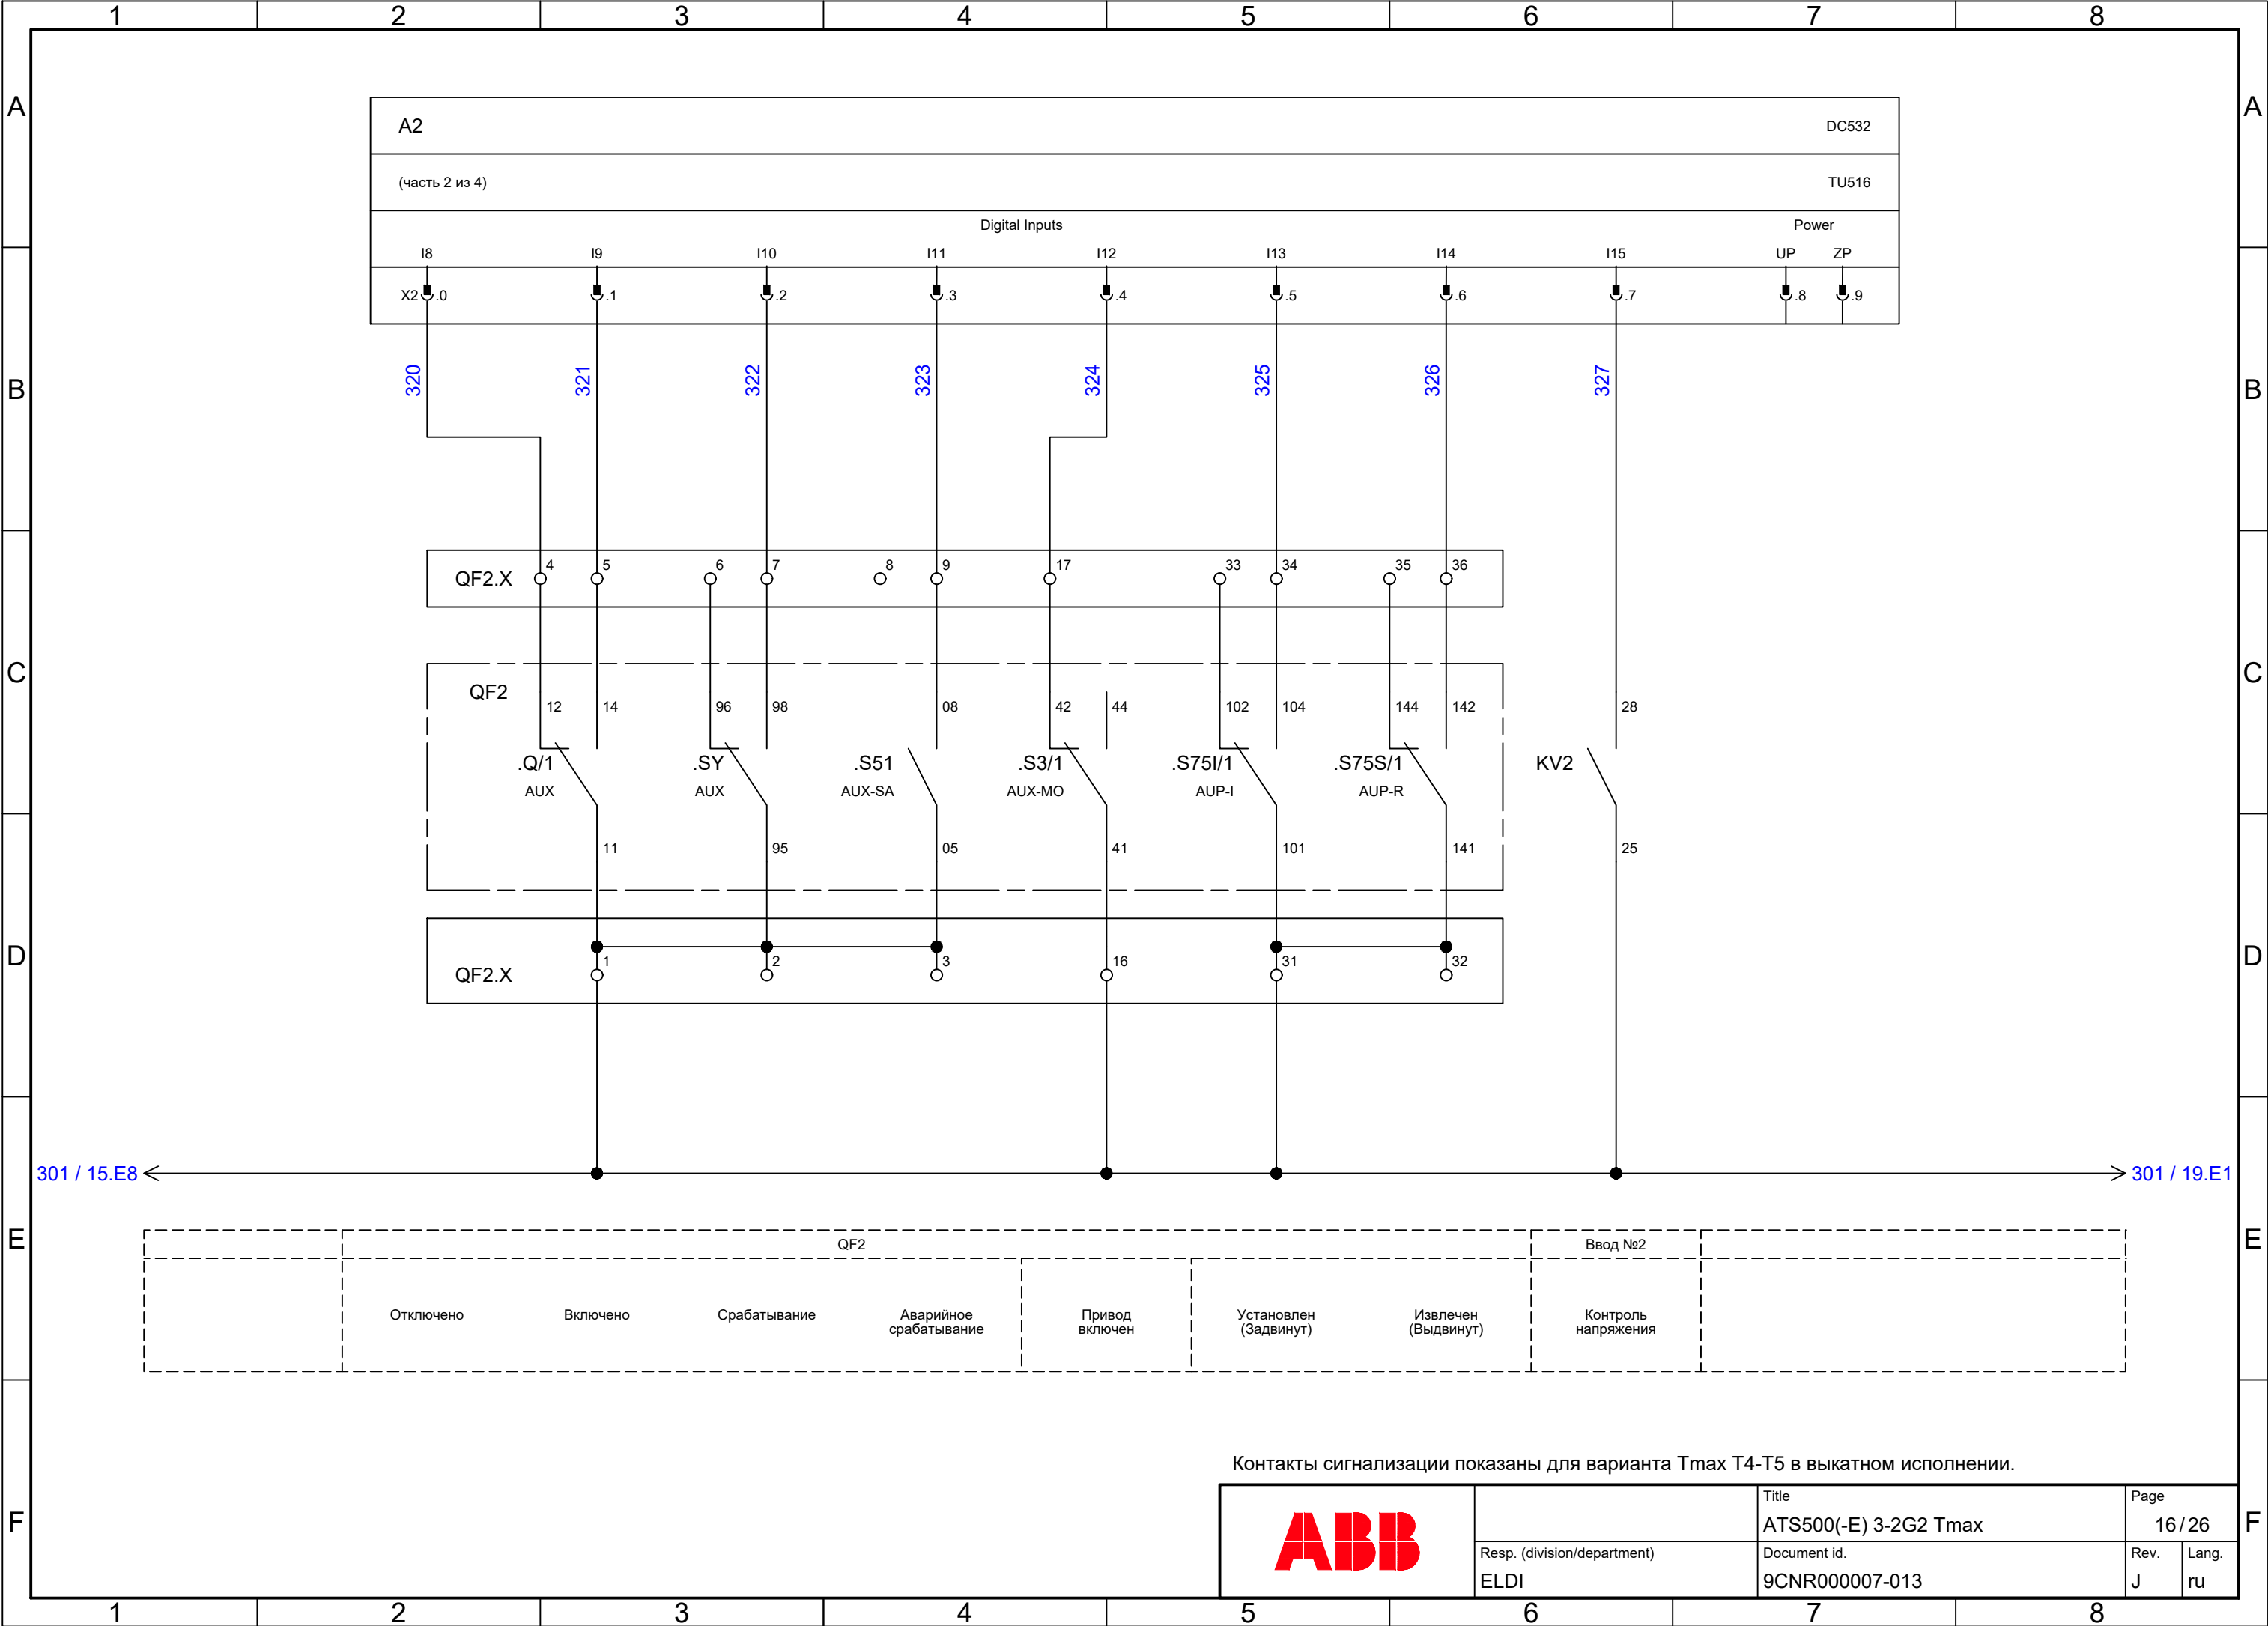 1 2 3 4 5 6 7 8
A A
A2 DC532
(часть 2 из 4) TU516
Digital Inputs Power
I8 I9 I10 I11 I12 I13 I14 I15 UP ZP
X2 .0 .1 .2 .3 .4 .5 .6 .7 .8 .9
320 321 322 323 324 325 326 327
B B
QF2.X 4 5 6 7 8 9 17 33 34 35 36
C C
QF2
12 14 96 98 08 42 44 102 104 144 142 28
.Q/1 .SY .S51 .S3/1 .S75I/1 .S75S/1 KV2
AUX AUX AUX-SA AUX-MO AUP-I AUP-R
11 95 05 41 101 141 25
D D
QF2.X 1 2 3 16 31 32
301 / 15.E8 301 / 19.E1
E E
QF2 Ввод №2
Отключено Включено Срабатывание Аварийное срабатывание Привод включен Установлен (Задвинут) Извлечен (Выдвинут) Контроль напряжения
Контакты сигнализации показаны для варианта Tmax T4-T5 в выкатном исполнении.
F F
ABB
Title
ATS500(-E) 3-2G2 Tmax
Page
16/26
Resp. (division/department)
ELDI
Document id.
9CNR000007-013
Rev.
J
Lang.
ru
1 2 3 4 5 6 7 8